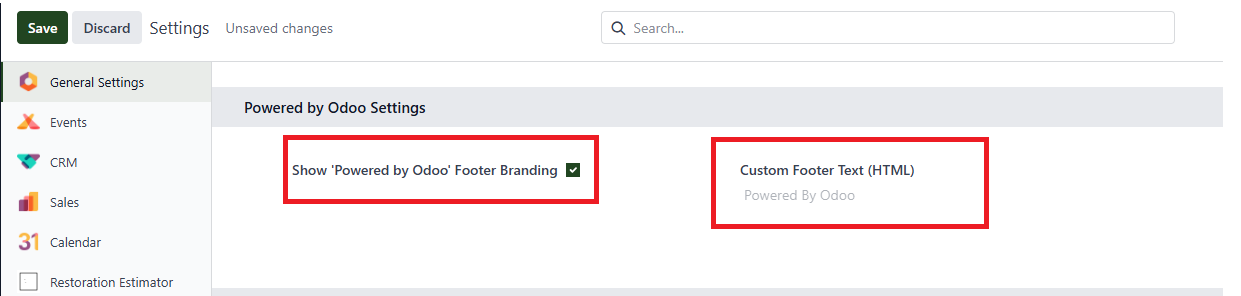 Save Discard Settings Unsaved changes Search...
General Settings
Powered by Odoo Settings
Events
CRM
Show 'Powered by Odoo' Footer Branding Custom Footer Text (HTML)
Powered By Odoo
Sales
31 Calendar
Restoration Estimator